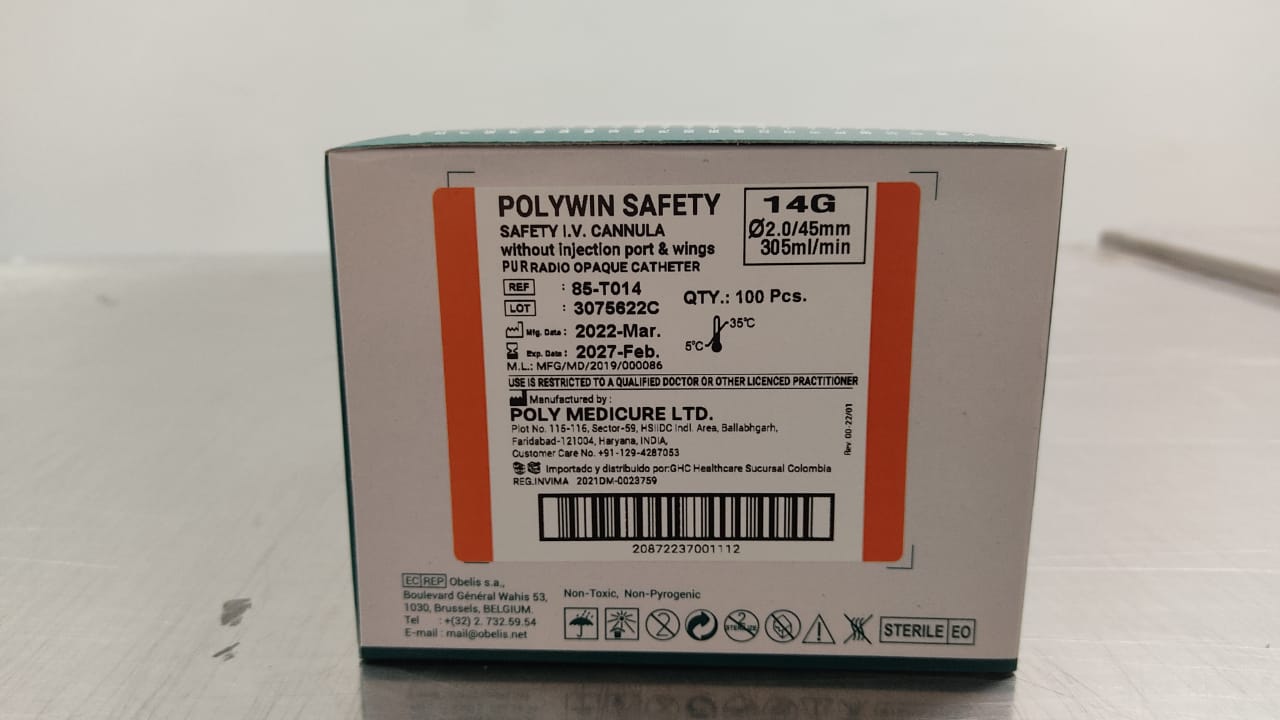 POLYWIN SAFETY
SAFETY I.V. CANNULA
without injection port & wings
PUR RADIO OPAQUE CATHETER
14G
Ø2.0/45mm
305ml/min
REF : 85-T014
LOT : 3075622C
QTY.: 100 Pcs.
Mfg. Date : 2022-Mar.
Exp. Date : 2027-Feb.
5°C 35°C
M.L.: MFG/MD/2019/000086
USE IS RESTRICTED TO A QUALIFIED DOCTOR OR OTHER LICENCED PRACTITIONER
Manufactured by :
POLY MEDICURE LTD.
Plot No. 115-116, Sector-59, HSIIDC Indl. Area, Ballabhgarh,
Faridabad-121004, Haryana, INDIA,
Customer Care No. +91-129-4287053
Rev 00-22/01
Importado y distribuido por:GHC Healthcare Sucursal Colombia
REG.INVIMA 2021DM-0023759
20872237001112
EC REP Obelis s.a.,
Boulevard Général Wahis 53,
1030, Brussels, BELGIUM.
Tel : +(32) 2. 732.59.54
E-mail : mail@obelis.net
Non-Toxic, Non-Pyrogenic
2
2
STERILIZE
STERILE EO